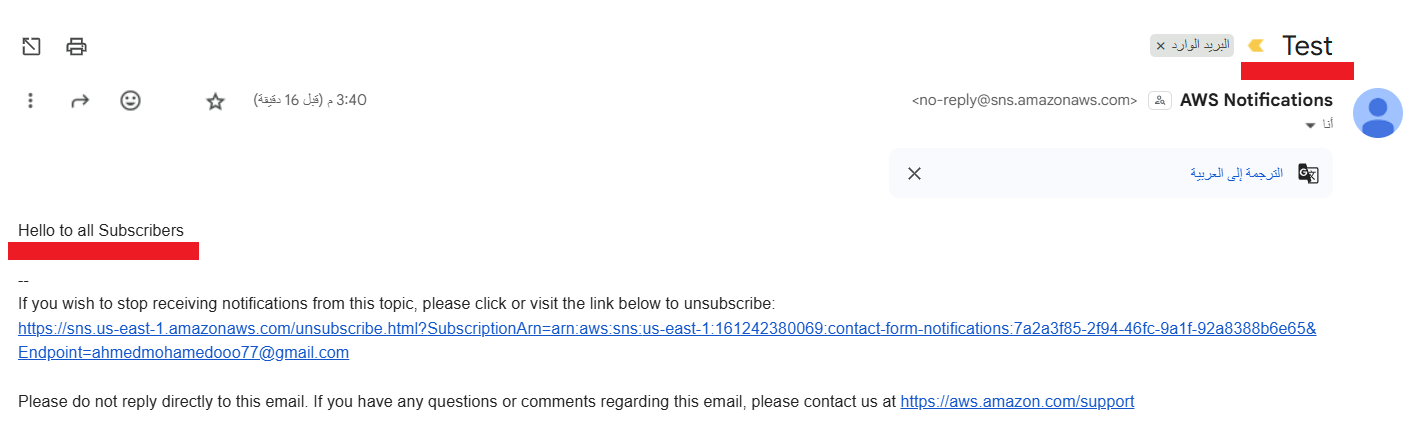 Test
البريد الوارد ×
AWS Notifications <no-reply@sns.amazonaws.com>
3:40 م (قبل 16 دقيقة)
أنا
الترجمة إلى العربية
Hello to all Subscribers
--
If you wish to stop receiving notifications from this topic, please click or visit the link below to unsubscribe:
https://sns.us-east-1.amazonaws.com/unsubscribe.html?SubscriptionArn=arn:aws:sns:us-east-1:161242380069:contact-form-notifications:7a2a3f85-2f94-46fc-9a1f-92a8388b6e65&
Endpoint=ahmedmohamedooo77@gmail.com
Please do not reply directly to this email. If you have any questions or comments regarding this email, please contact us at https://aws.amazon.com/support